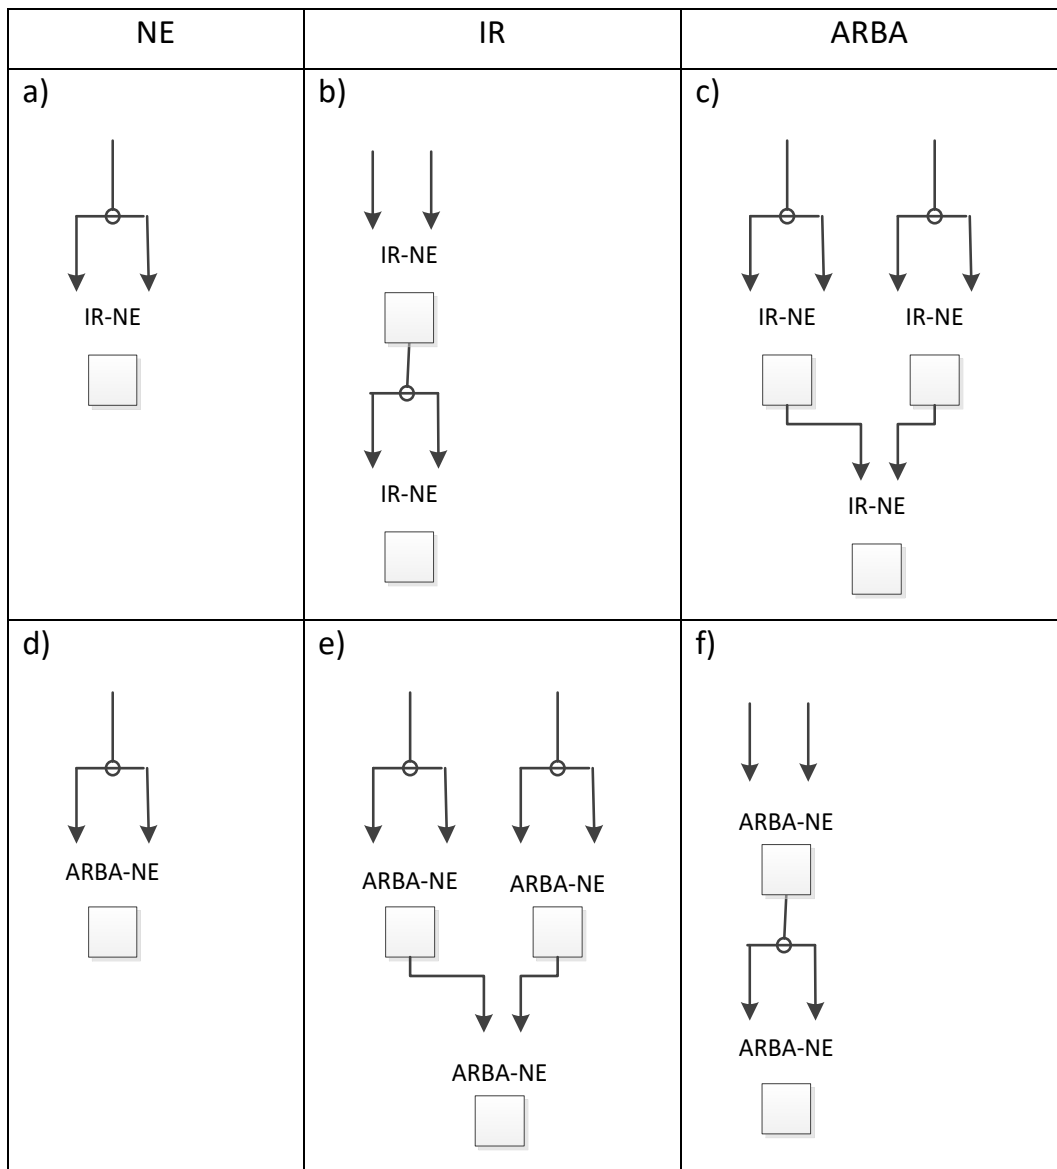 NE IR ARBA
a) b) c)
IR-NE
IR-NE
IR-NE
IR-NE IR-NE
IR-NE
d) e) f)
ARBA-NE
ARBA-NE ARBA-NE
ARBA-NE
ARBA-NE
ARBA-NE